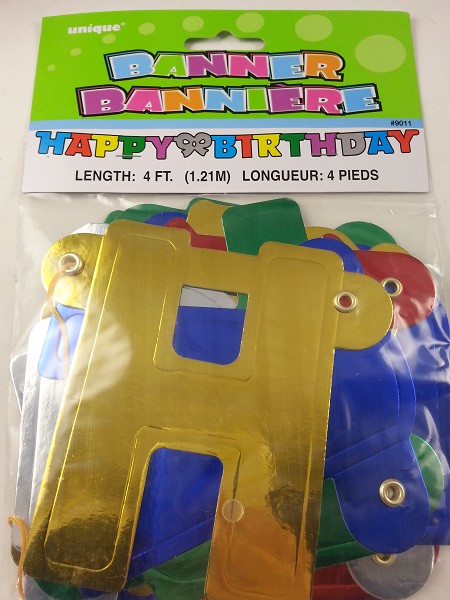 unique
BANNER
BANNIÈRE
#9011
HAPPY BIRTHDAY
LENGTH: 4 FT. (1.21M) LONGUEUR: 4 PIEDS